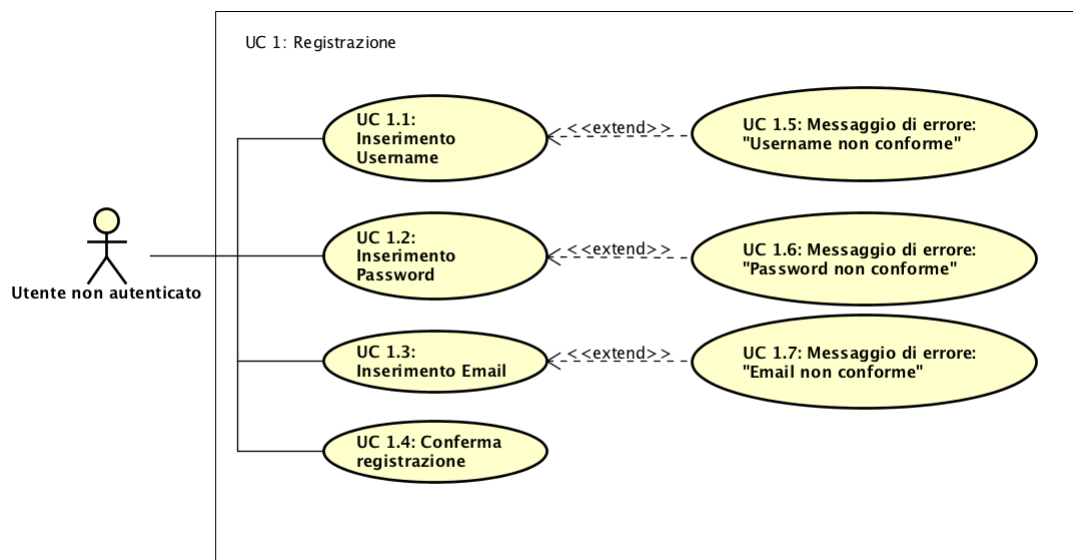 UC 1: Registrazione
UC 1.1:
Inserimento
Username
<<extend>>
UC 1.5: Messaggio di errore:
"Username non conforme"
UC 1.2:
Inserimento
Password
<<extend>>
UC 1.6: Messaggio di errore:
"Password non conforme"
Utente non autenticato
UC 1.3:
Inserimento Email
<<extend>>
UC 1.7: Messaggio di errore:
"Email non conforme"
UC 1.4: Conferma
registrazione